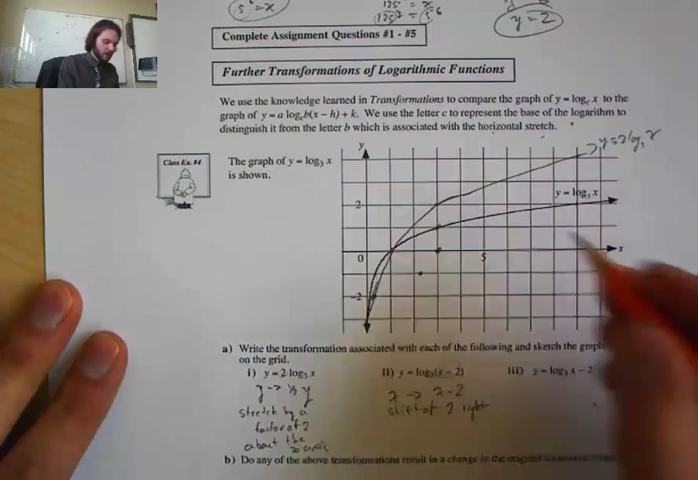 5⁶ = x
125ˣ = 5⁶
y = 2
Complete Assignment Questions #1 - #5
Further Transformations of Logarithmic Functions
We use the knowledge learned in Transformations to compare the graph of y = log꜀ x to the
graph of y = a log꜀b(x − h) + k. We use the letter c to represent the base of the logarithm to
distinguish it from the letter b which is associated with the horizontal stretch.
Class Ex. #4
The graph of y = log₃ x
is shown.
y
y = 2 log₃ x
y = log₃ x
2
0
5
x
-2
a) Write the transformation associated with each of the following and sketch the graph
on the grid.
i) y = 2 log₃ x
ii) y = log₃(x − 2)
iii) y = log₃ x − 2
y → ½ y
x → x − 2
stretch by a
shift of 2 right
factor of 2
about the
x axis
b) Do any of the above transformations result in a change in the